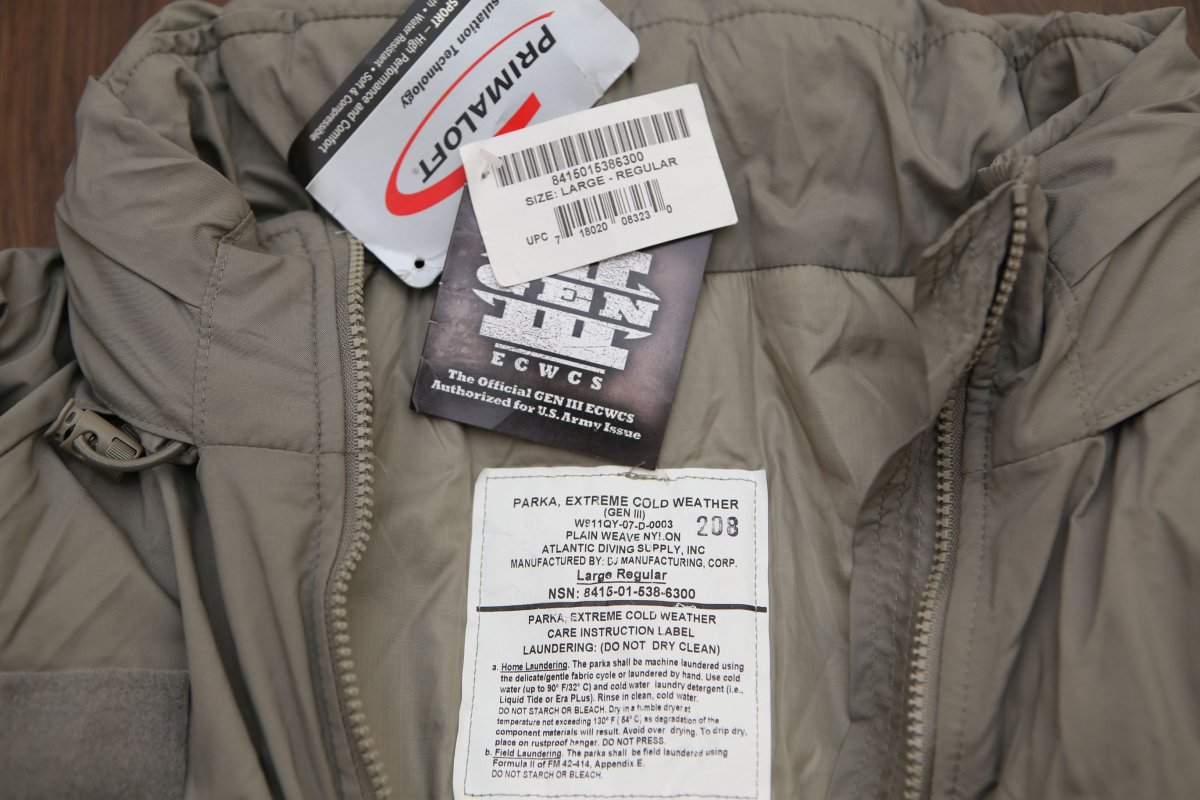 SPORT – High Performance and Comfort
th • Water Resistant • Soft & Compressible
sulation Technology
PRIMALOFT®
8415015386300
SIZE: LARGE - REGULAR
UPC 7 18020 08323 0
GEN
III
ECWCS
The Official GEN III ECWCS
Authorized for U.S. Army Issue
PARKA, EXTREME COLD WEATHER
(GEN III)
W911QY-07-D-0003
208
PLAIN WEAVE NYLON
ATLANTIC DIVING SUPPLY, INC
MANUFACTURED BY: DJ MANUFACTURING, CORP.
Large Regular
NSN: 8415-01-538-6300
PARKA, EXTREME COLD WEATHER
CARE INSTRUCTION LABEL
LAUNDERING: (DO NOT DRY CLEAN)
a. Home Laundering. The parka shall be machine laundered using
the delicate/gentle fabric cycle or laundered by hand. Use cold
water (up to 90° F/32° C) and cold water laundry detergent (i.e.,
Liquid Tide or Era PLus). Rinse in clean, cold water.
DO NOT STARCH OR BLEACH. Dry in a tumble dryer at
temperature not exceeding 130° F ( 54° C) as degradation of the
component materials will result. Avoid over drying. To drip dry,
place on rustproof hanger. DO NOT PRESS.
b. Field Laundering. The parka shall be field laundered using
Formula II of FM 42-414, Appendix E.
DO NOT STARCH OR BLEACH.